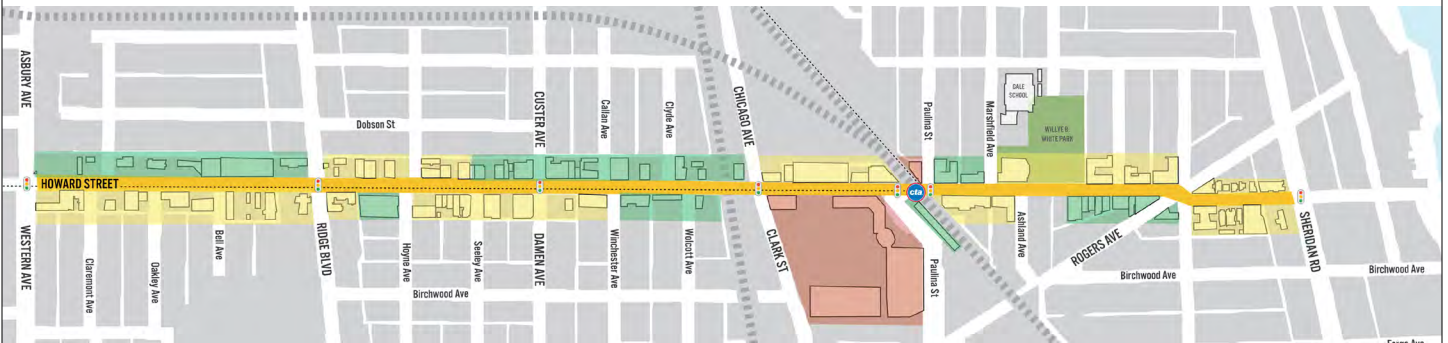 ASBURY AVE
CUSTER AVE
Callan Ave
Clyde Ave
CHICAGO AVE
Paulina St
Marshfield Ave
DALE
SCHOOL
WILLYE B
WHITE PARK
Dobson St
HOWARD STREET
cta
WESTERN AVE
Claremont Ave
Oakley Ave
Bell Ave
RIDGE BLVD
Hoyne Ave
Seeley Ave
DAMEN AVE
Winchester Ave
Wolcott Ave
CLARK ST
Paulina St
Ashland Ave
ROGERS AVE
SHERIDAN RD
Birchwood Ave
Birchwood Ave
Birchwood Ave